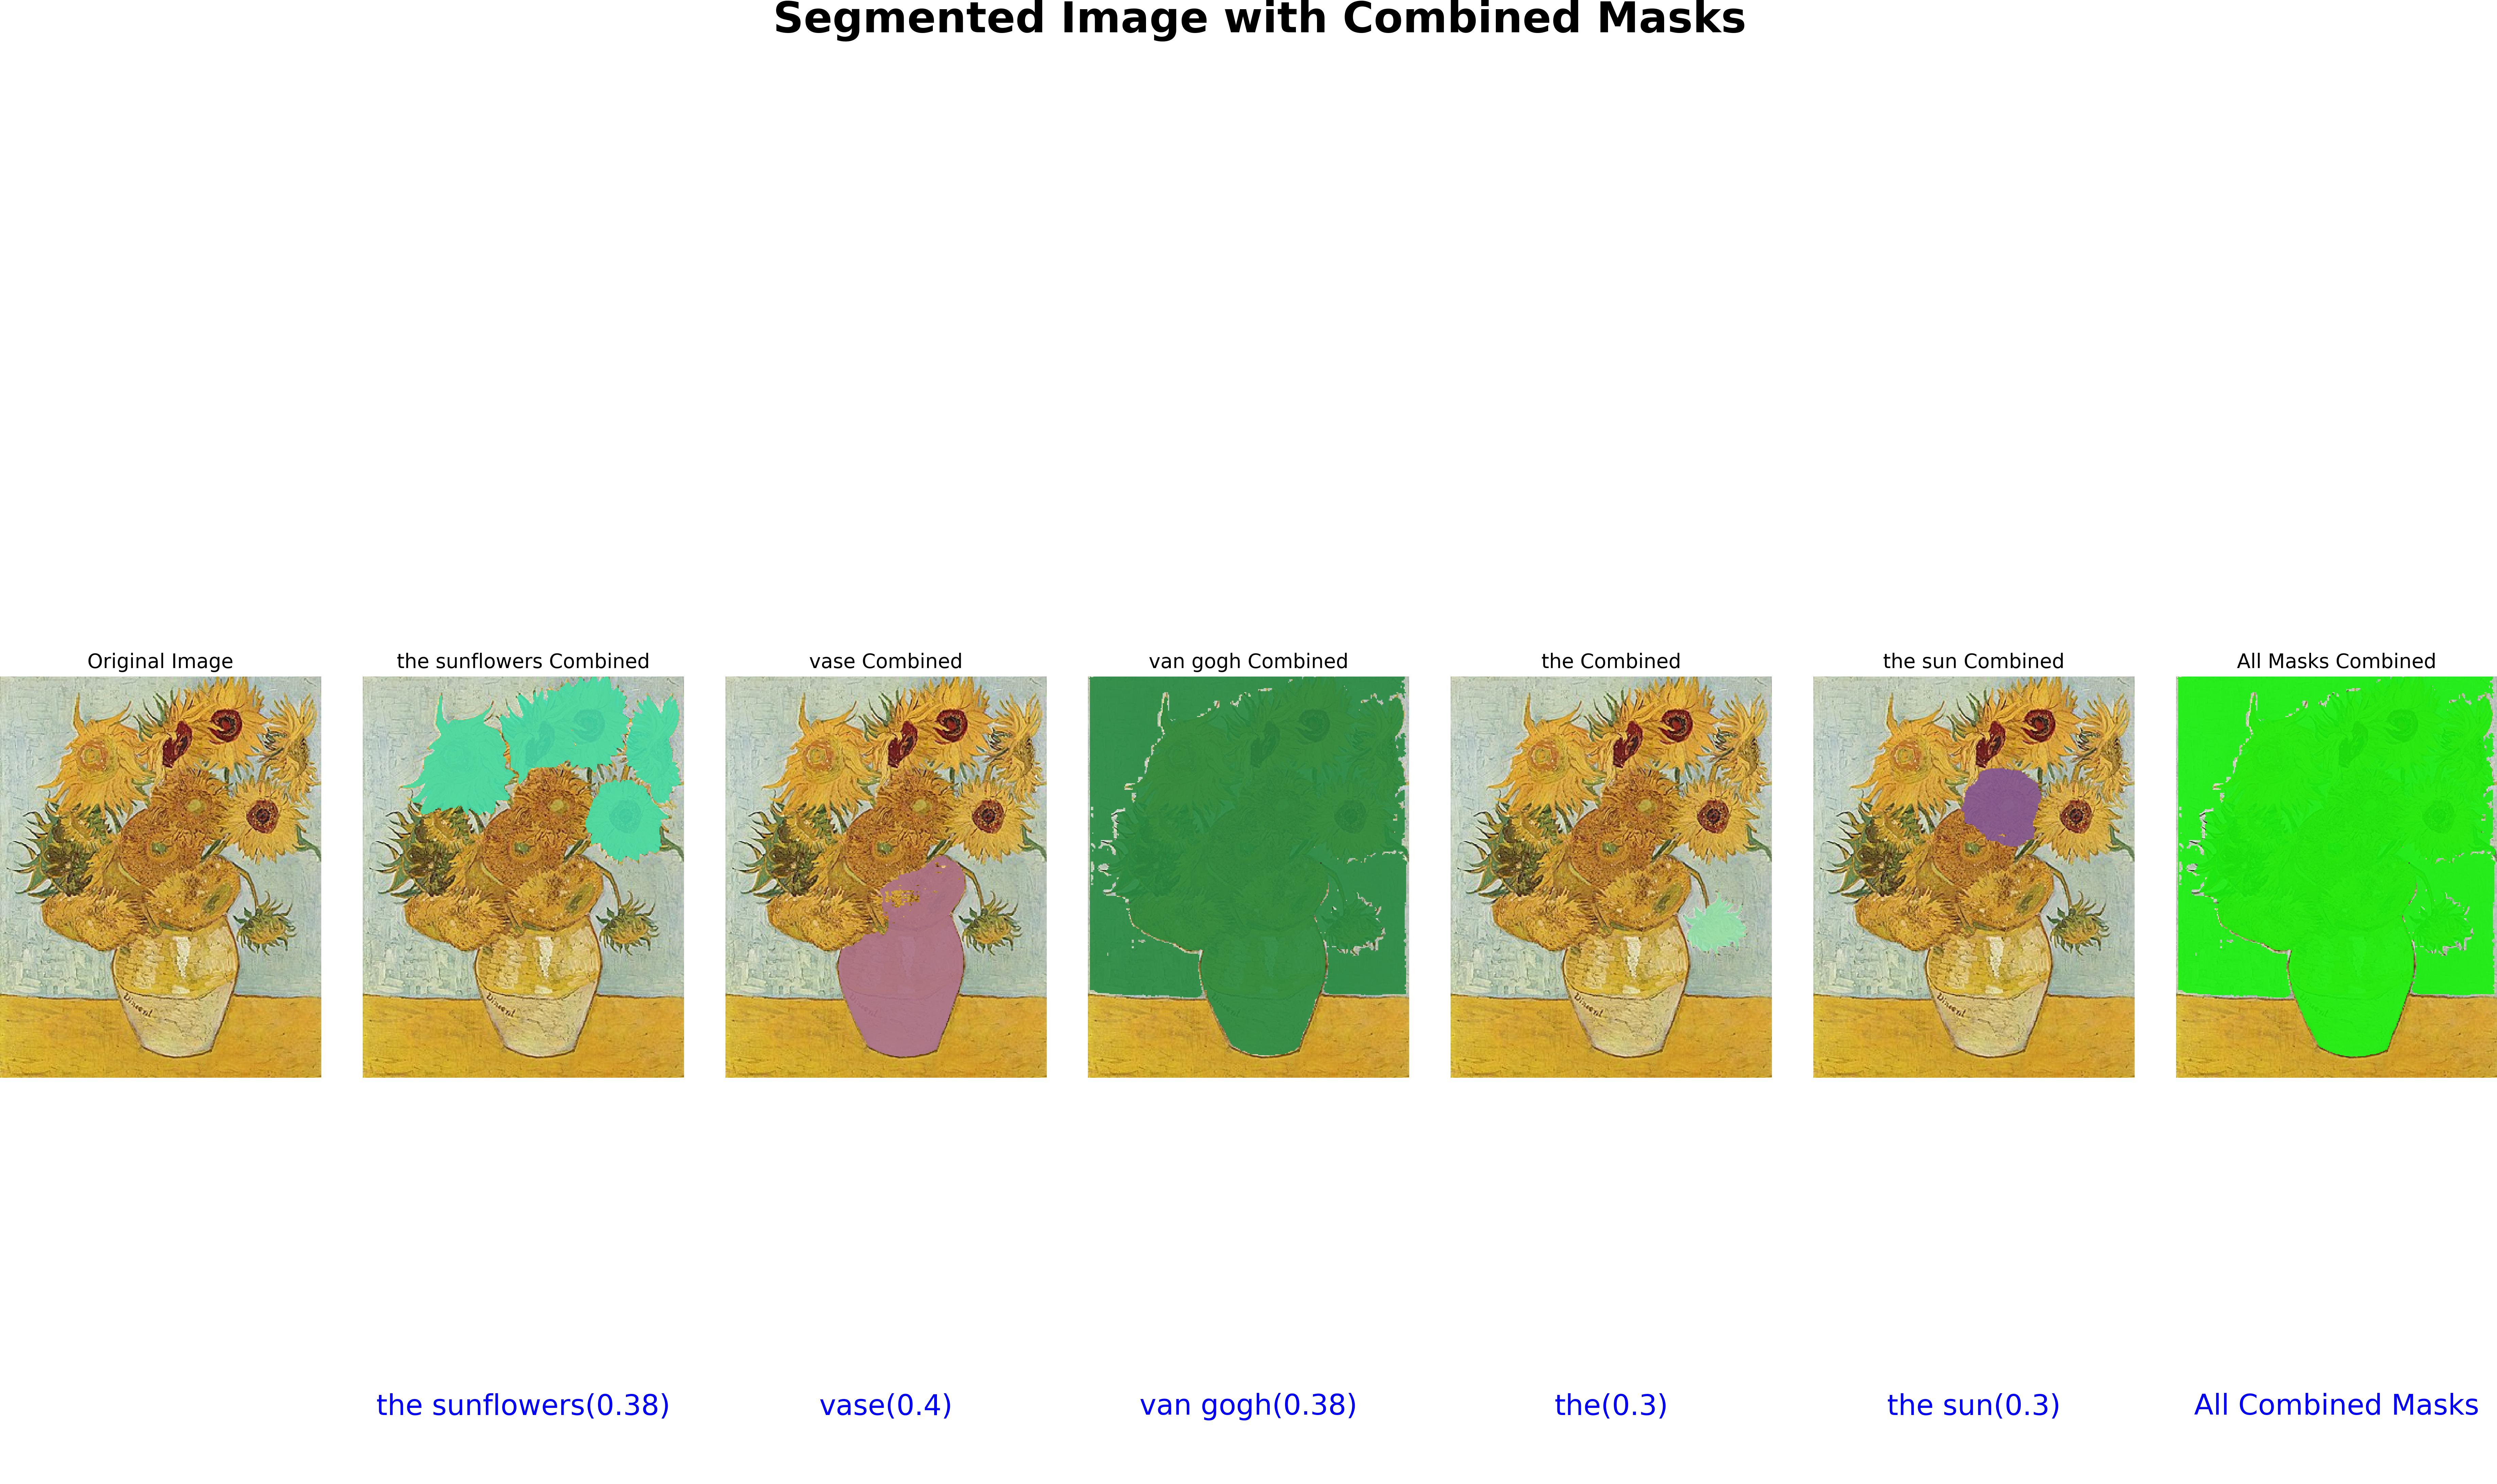 Segmented Image with Combined Masks
Original Image
the sunflowers Combined
vase Combined
van gogh Combined
the Combined
the sun Combined
All Masks Combined
Vincent
Vincent
Vincent
Vincent
the sunflowers(0.38)
vase(0.4)
van gogh(0.38)
the(0.3)
the sun(0.3)
All Combined Masks